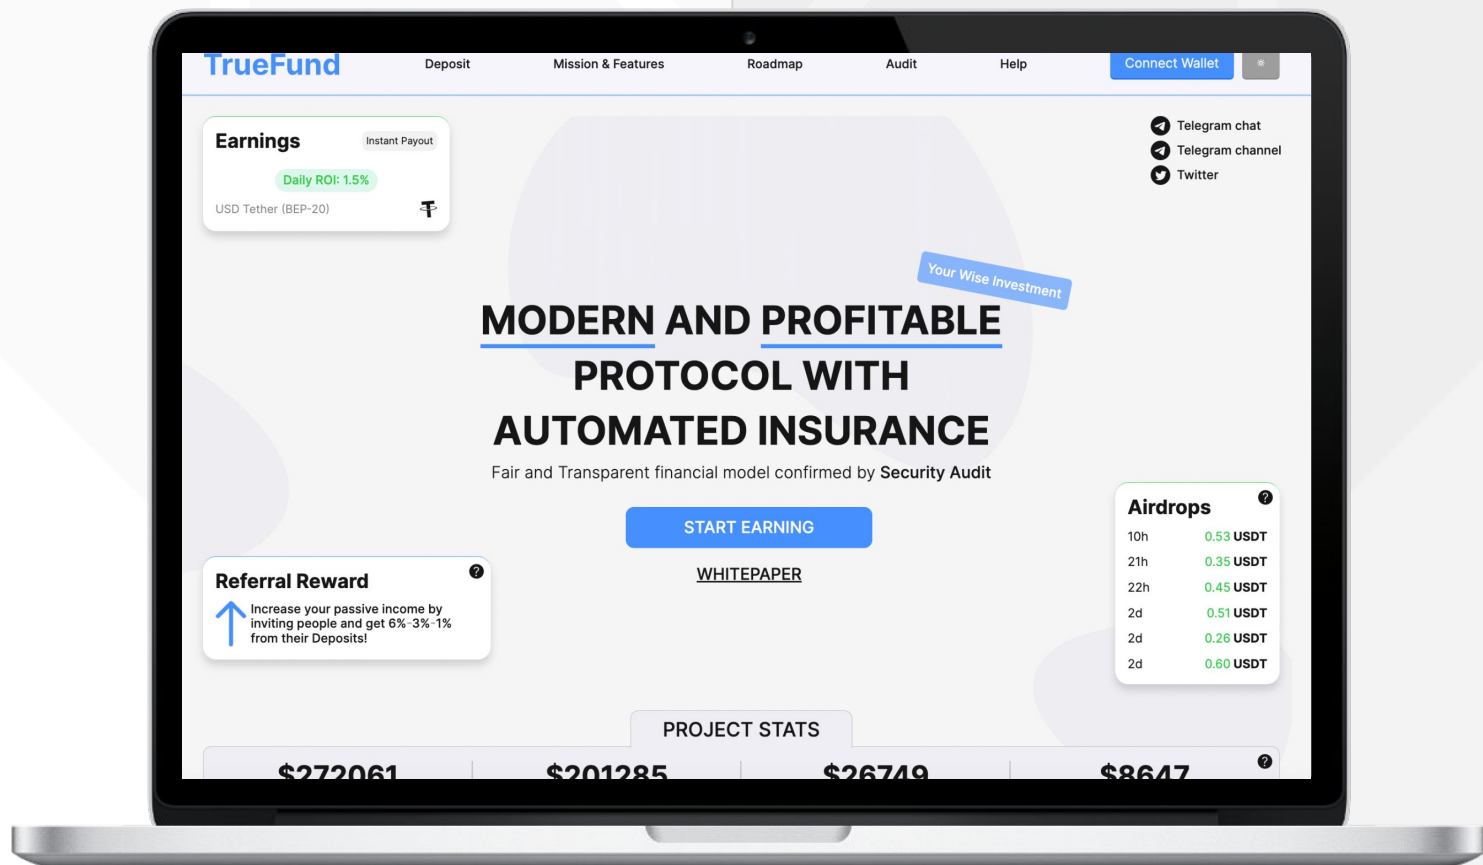 TrueFund
Deposit
Mission & Features
Roadmap
Audit
Help
Connect Wallet
Earnings
Instant Payout
Daily ROI: 1.5%
USD Tether (BEP-20)
Telegram chat
Telegram channel
Twitter
Your Wise Investment
MODERN AND PROFITABLE
PROTOCOL WITH
AUTOMATED INSURANCE
Fair and Transparent financial model confirmed by Security Audit
START EARNING
WHITEPAPER
Referral Reward
?
Increase your passive income by
inviting people and get 6%-3%-1%
from their Deposits!
Airdrops
?
10h 0.53 USDT
21h 0.35 USDT
22h 0.45 USDT
2d 0.51 USDT
2d 0.26 USDT
2d 0.60 USDT
PROJECT STATS
?
$272061
$201285
$26749
$8647